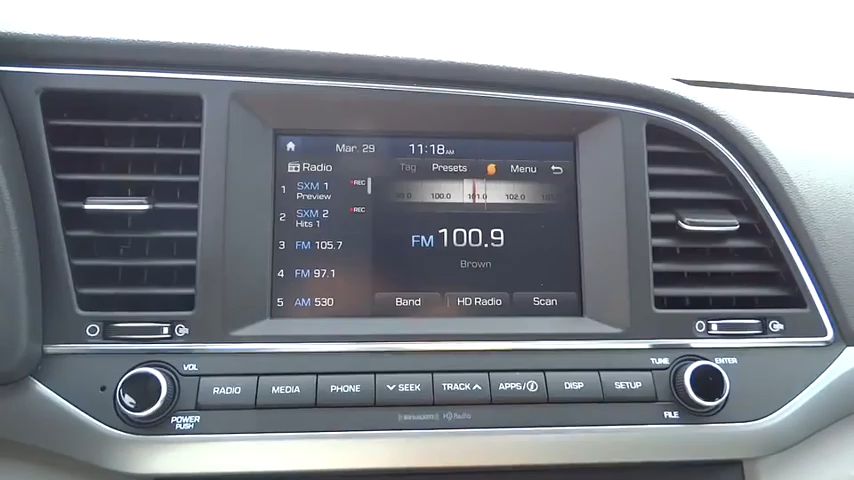 Mar. 29 11:18 AM
Radio Tag Presets Menu
1 SXM 1 REC
Preview
2 SXM 2 REC
Hits 1
3 FM 105.7
4 FM 97.1
5 AM 530
100.0 101.0 102.0
FM 100.9
Brown
Band HD Radio Scan
VOL
POWER
PUSH
RADIO MEDIA PHONE SEEK TRACK APPS/ DISP SETUP
TUNE ENTER
FILE
HD Radio